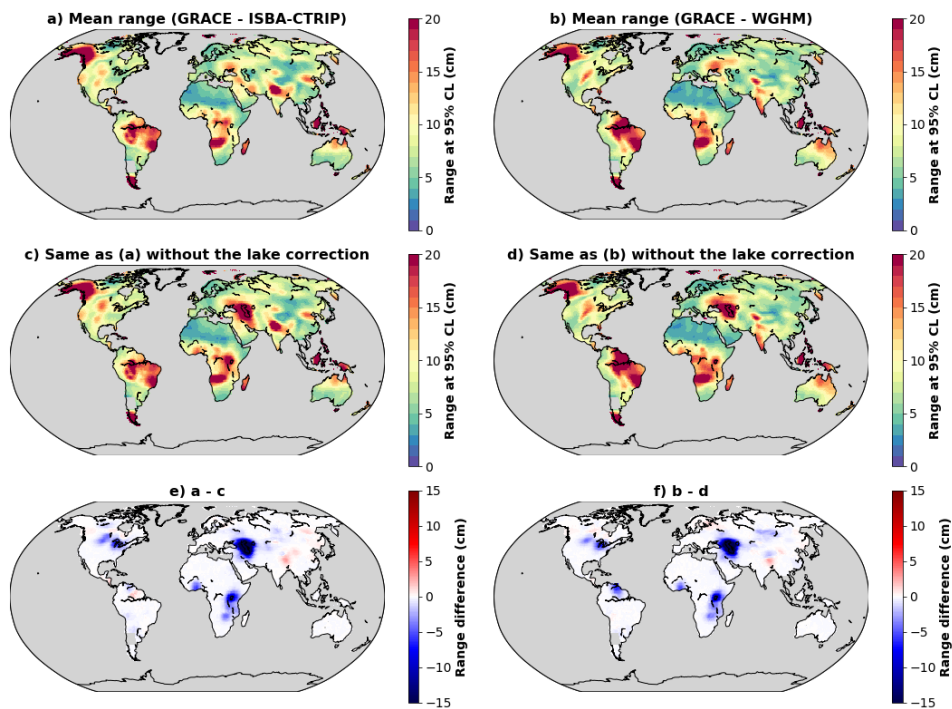 a) Mean range (GRACE - ISBA-CTRIP)
20
15
10
5
0
Range at 95% CL (cm)
b) Mean range (GRACE - WGHM)
20
15
10
5
0
Range at 95% CL (cm)
c) Same as (a) without the lake correction
20
15
10
5
0
Range at 95% CL (cm)
d) Same as (b) without the lake correction
20
15
10
5
0
Range at 95% CL (cm)
e) a - c
15
10
5
0
−5
−10
−15
Range difference (cm)
f) b - d
15
10
5
0
−5
−10
−15
Range difference (cm)